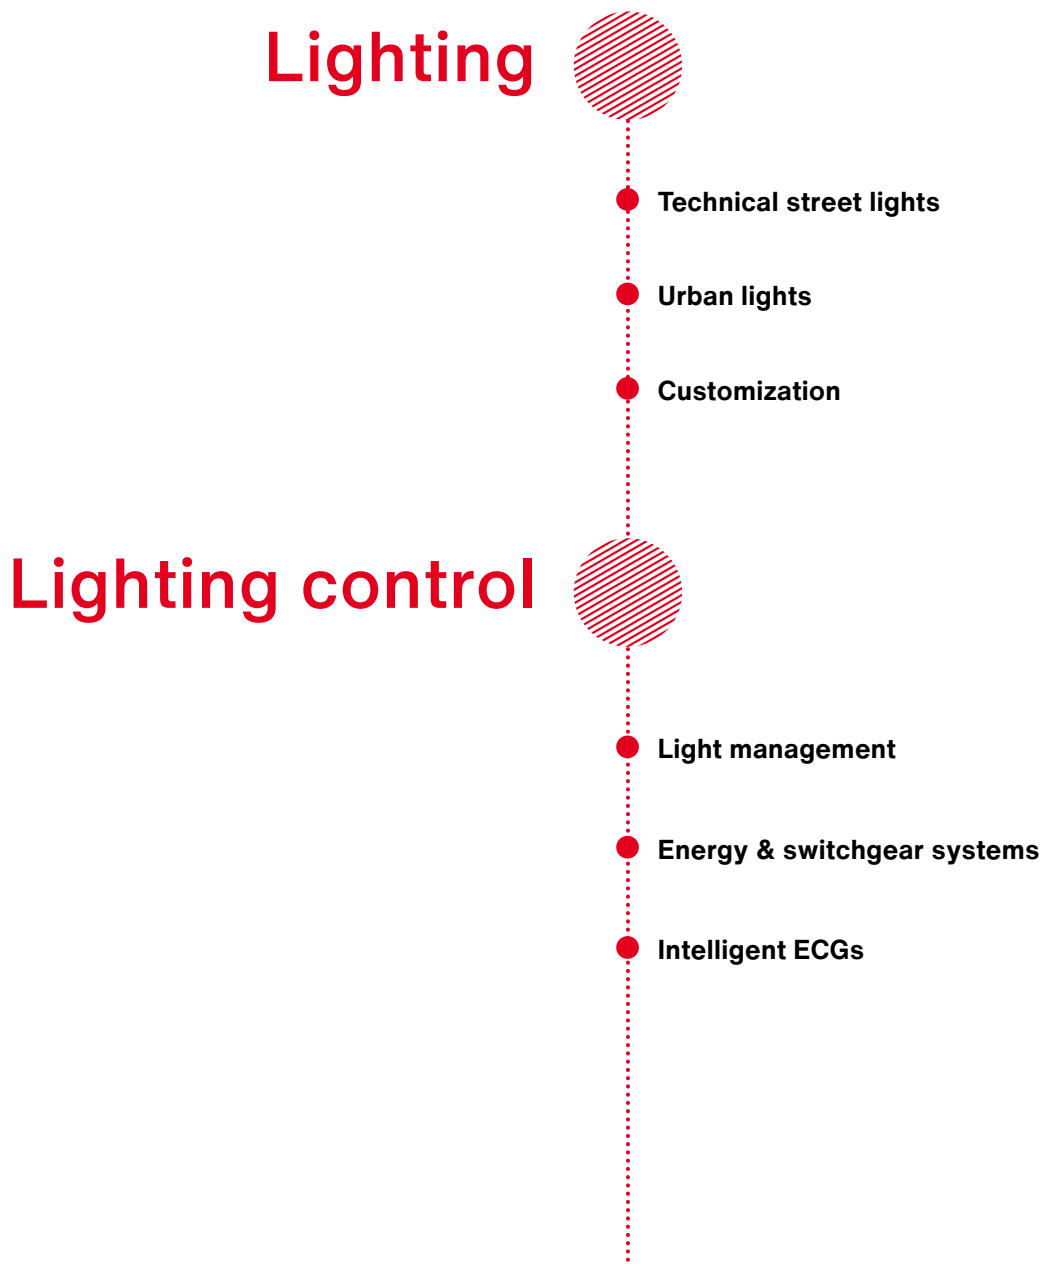 Lighting
Technical street lights
Urban lights
Customization
Lighting control
Light management
Energy & switchgear systems
Intelligent ECGs